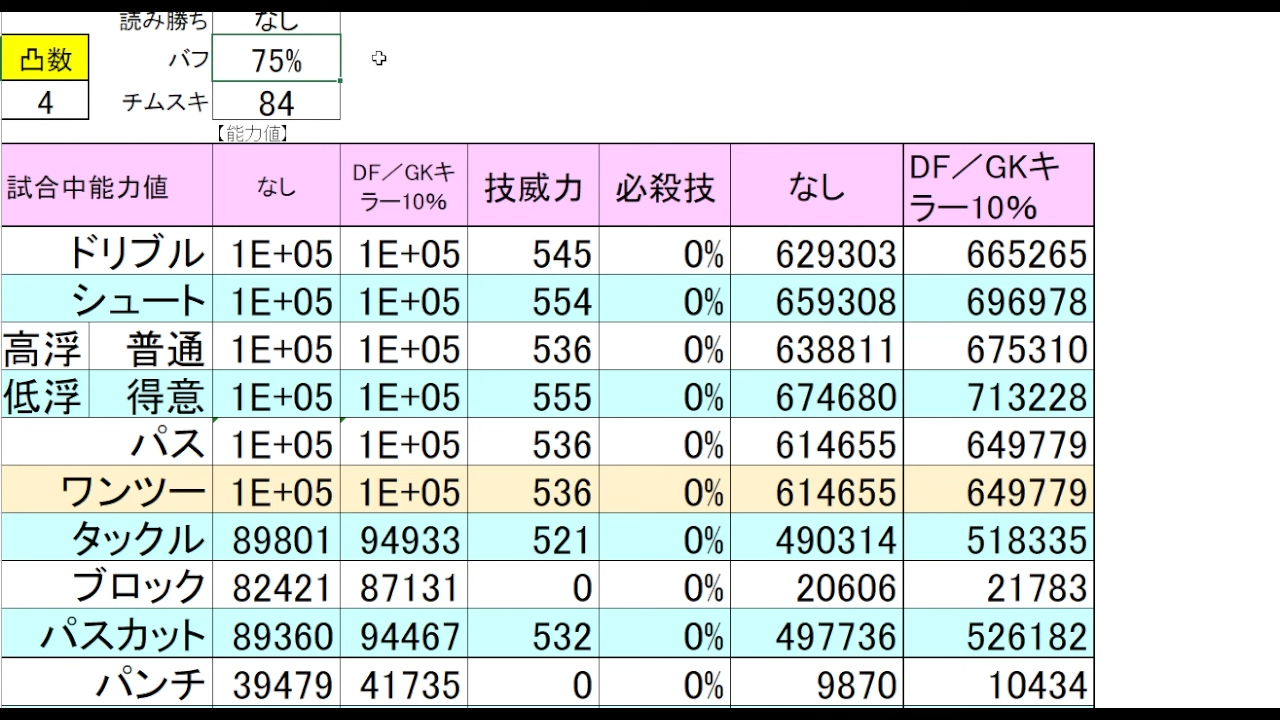 読み勝ち なし
凸数 バフ 75%
4 チムスキ 84
【能力値】
試合中能力値 なし DF／GKキラー10% 技威力 必殺技 なし DF／GKキラー10%
ドリブル 1E+05 1E+05 545 0% 629303 665265
シュート 1E+05 1E+05 554 0% 659308 696978
高浮 普通 1E+05 1E+05 536 0% 638811 675310
低浮 得意 1E+05 1E+05 555 0% 674680 713228
パス 1E+05 1E+05 536 0% 614655 649779
ワンツー 1E+05 1E+05 536 0% 614655 649779
タックル 89801 94933 521 0% 490314 518335
ブロック 82421 87131 0 0% 20606 21783
パスカット 89360 94467 532 0% 497736 526182
パンチ 39479 41735 0 0% 9870 10434